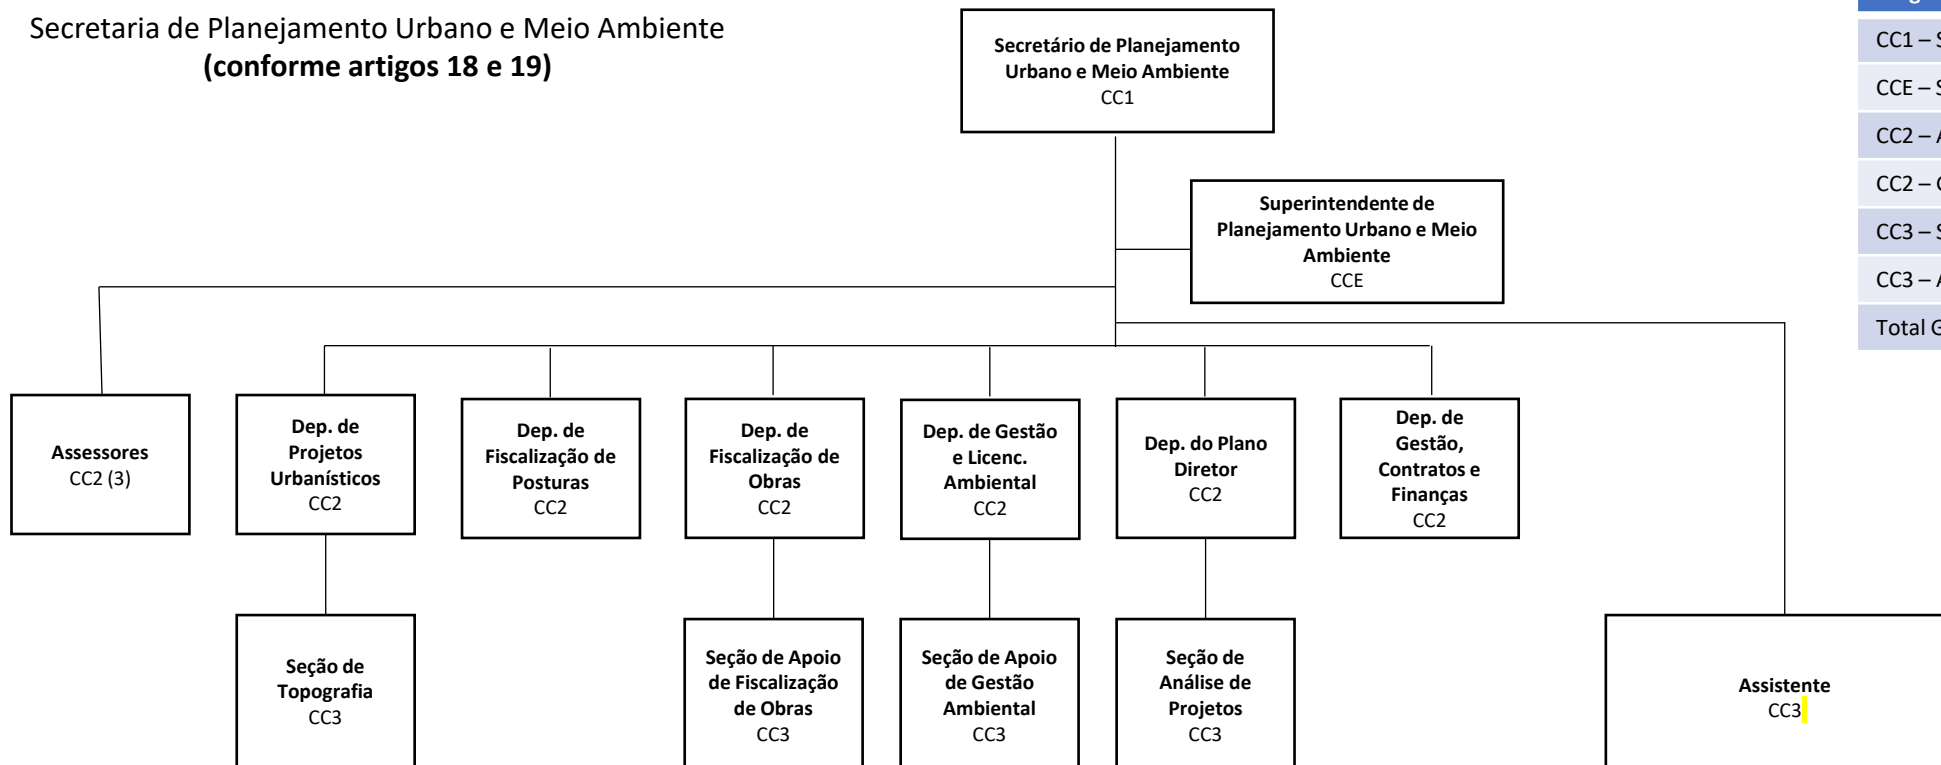 Secretaria de Planejamento Urbano e Meio Ambiente
(conforme artigos 18 e 19)
Secretário de Planejamento
Urbano e Meio Ambiente
CC1
Superintendente de
Planejamento Urbano e Meio
Ambiente
CCE
CC1 –
CCE –
CC2 –
CC2 –
CC3 –
CC3 –
Total
Assessores
CC2 (3)
Dep. de
Projetos
Urbanísticos
CC2
Dep. de
Fiscalização de
Posturas
CC2
Dep. de
Fiscalização de
Obras
CC2
Dep. de Gestão
e Licenc.
Ambiental
CC2
Dep. do Plano
Diretor
CC2
Dep. de
Gestão,
Contratos e
Finanças
CC2
Seção de
Topografia
CC3
Seção de Apoio
de Fiscalização
de Obras
CC3
Seção de Apoio
de Gestão
Ambiental
CC3
Seção de
Análise de
Projetos
CC3
Assistente
CC3